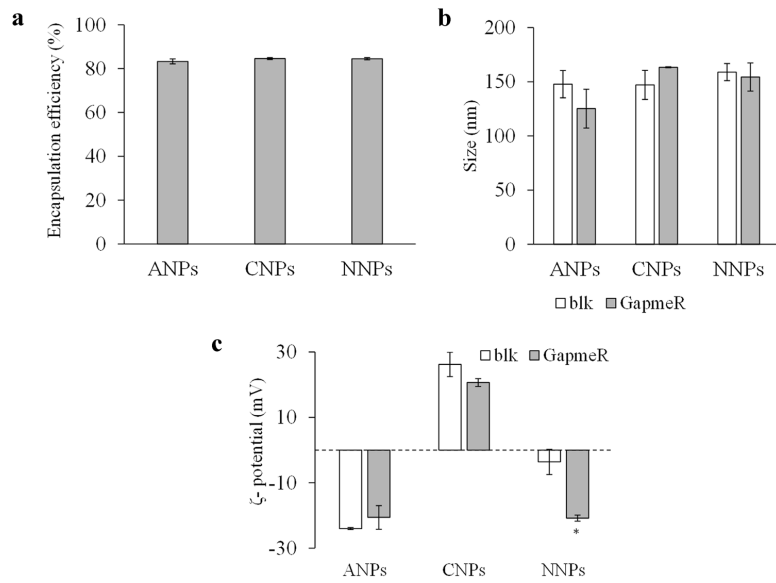 a
Encapsulation efficiency (%)
100
80
60
40
20
0
ANPs CNPs NNPs
b
Size (nm)
200
150
100
50
0
ANPs CNPs NNPs
blk GapmeR
c
ζ- potential (mV)
30
10
-10
-30
blk GapmeR
*
ANPs CNPs NNPs